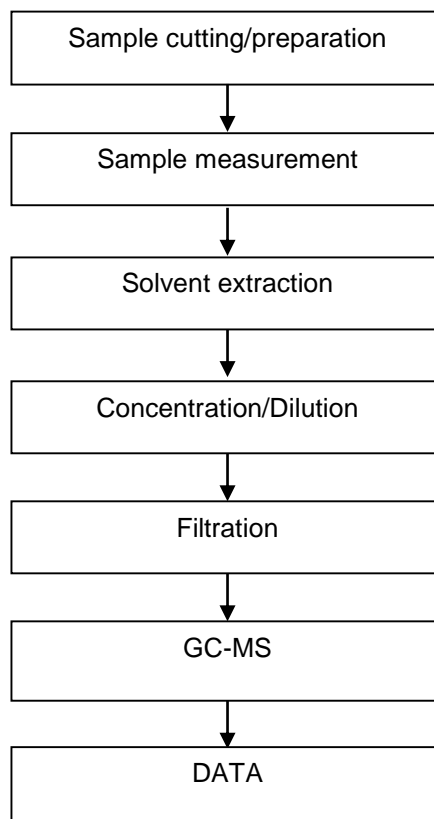 Sample cutting/preparation
Sample measurement
Solvent extraction
Concentration/Dilution
Filtration
GC-MS
DATA